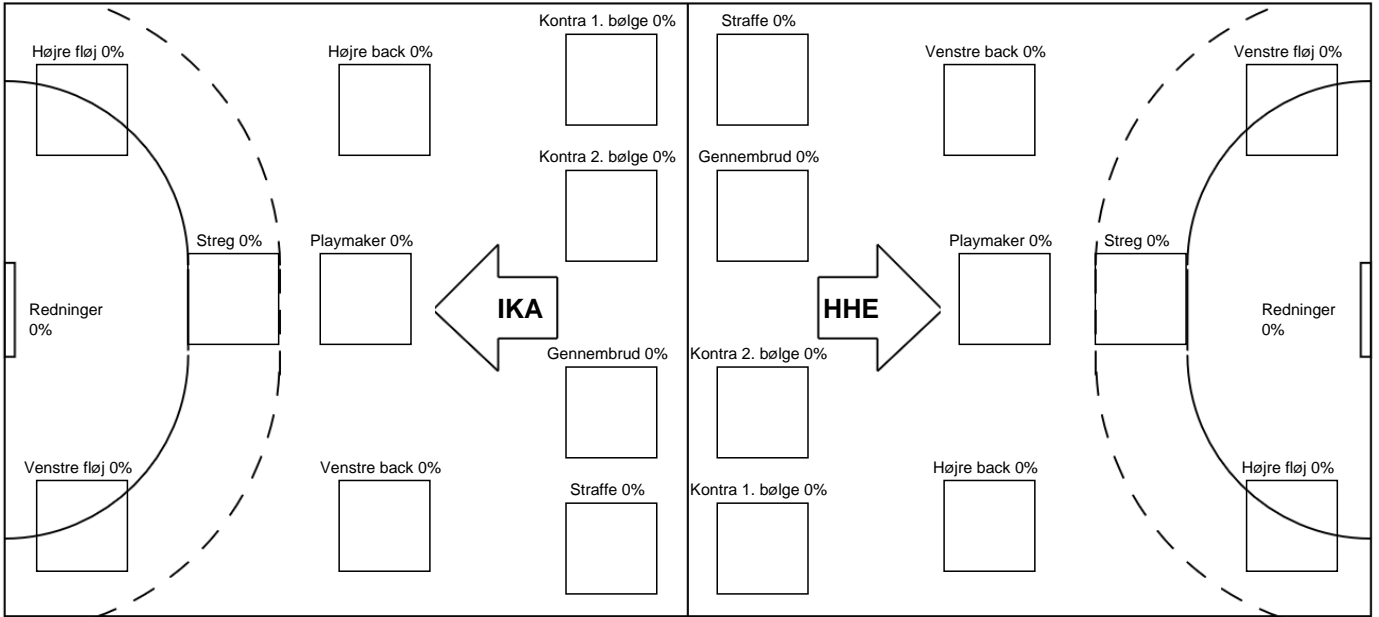 Kontra 1. bølge 0%
Straffe 0%
Højre fløj 0%
Højre back 0%
Venstre back 0%
Venstre fløj 0%
Kontra 2. bølge 0%
Gennembrud 0%
Streg 0%
Playmaker 0%
Playmaker 0%
Streg 0%
Redninger
0%
IKA
HHE
Redninger
0%
Gennembrud 0%
Kontra 2. bølge 0%
Venstre fløj 0%
Venstre back 0%
Straffe 0%
Kontra 1. bølge 0%
Højre back 0%
Højre fløj 0%